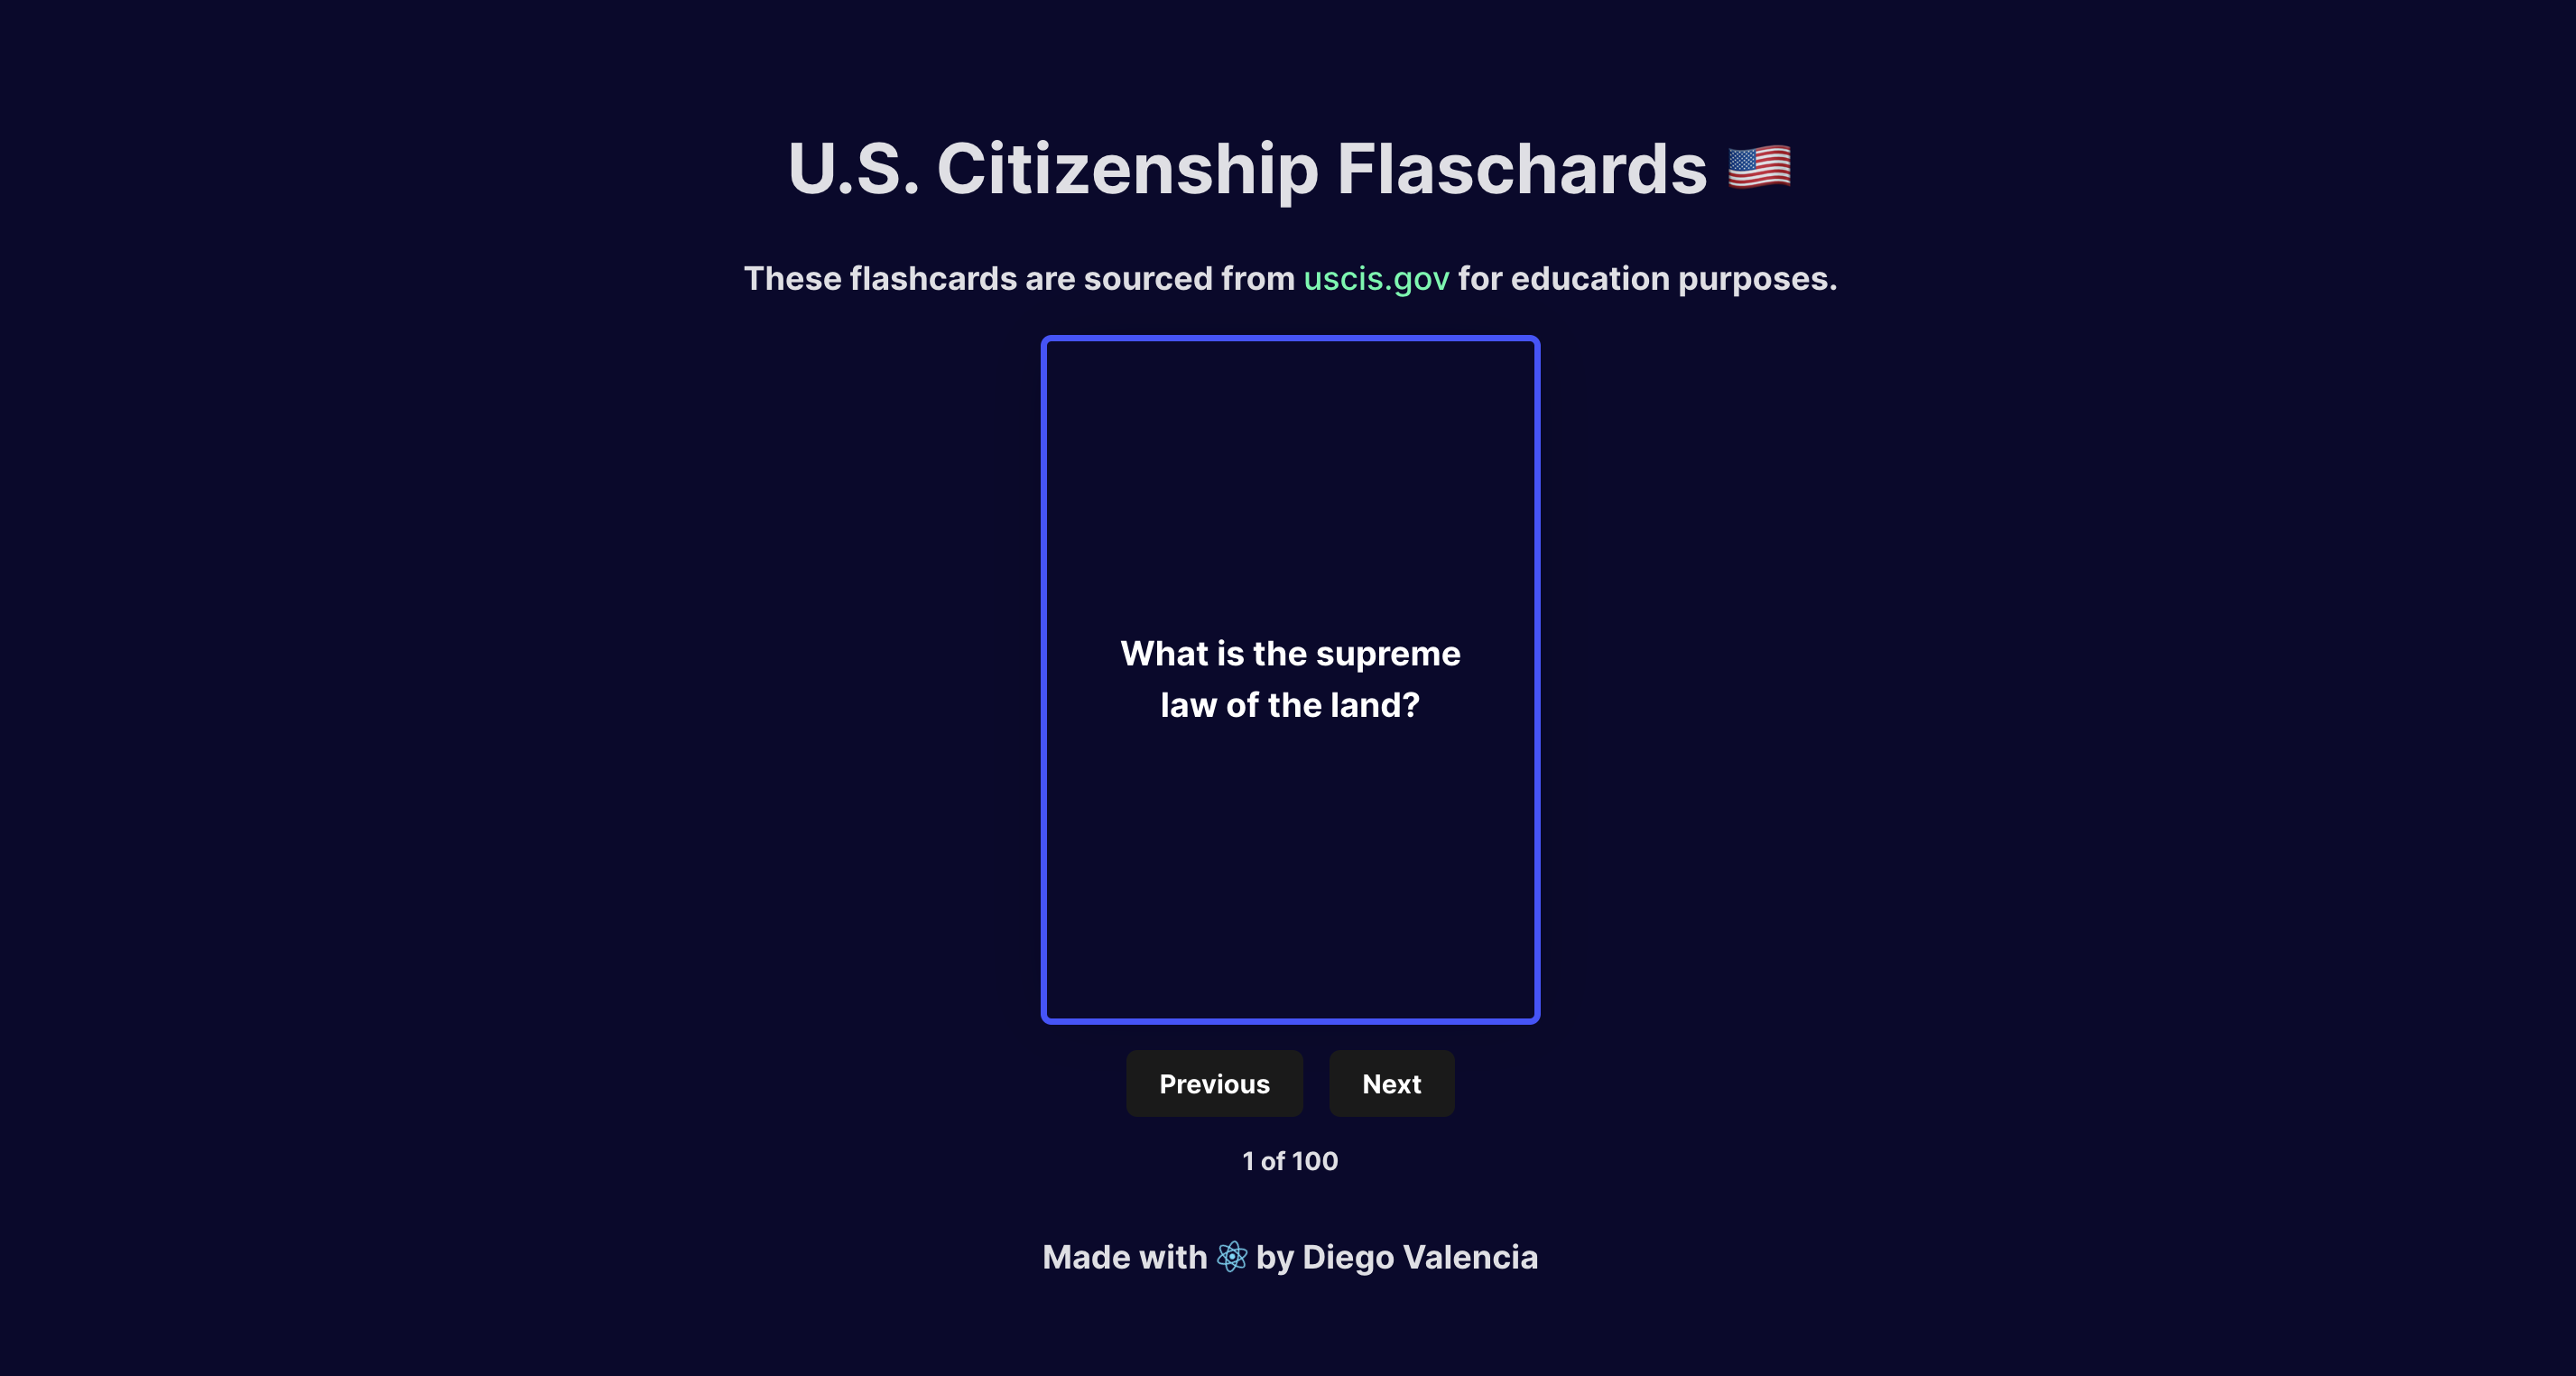 U.S. Citizenship Flaschards 🇺🇸
These flashcards are sourced from uscis.gov for education purposes.
What is the supreme
law of the land?
Previous
Next
1 of 100
Made with by Diego Valencia